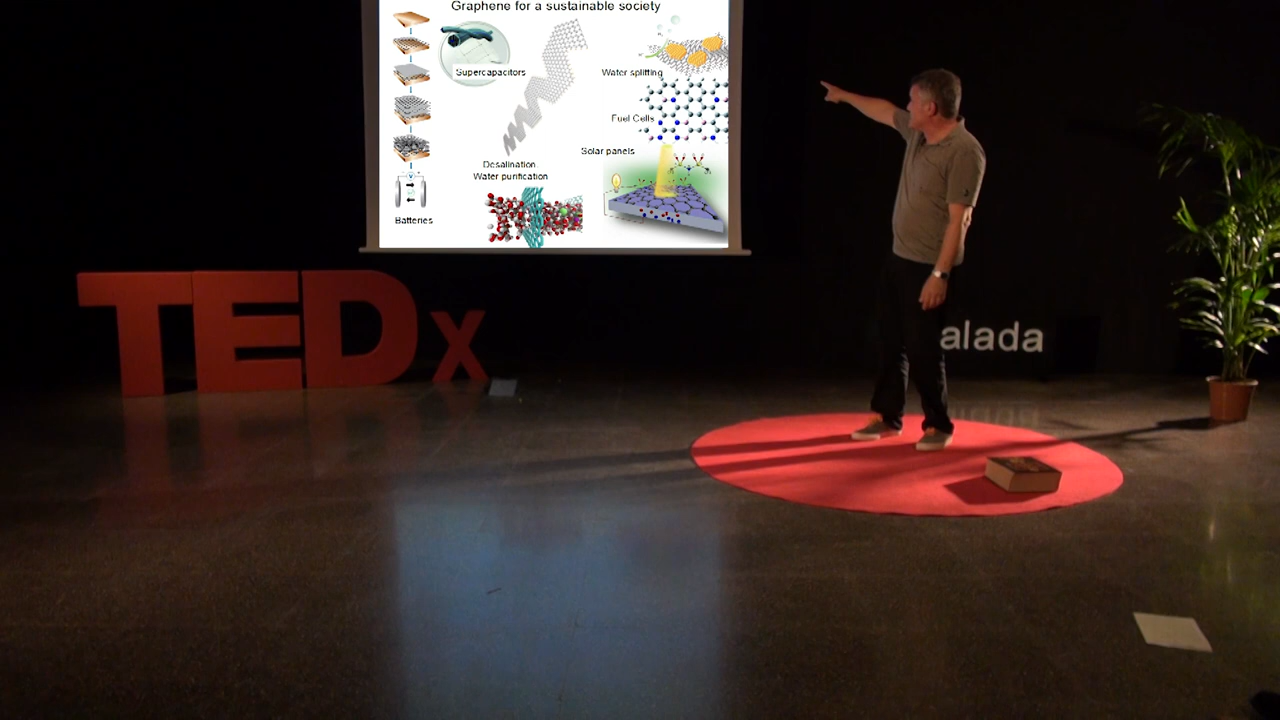 Graphene for a sustainable society
Supercapacitors
Water splitting
Fuel Cells
Solar panels
Desalination.
Water purification
Batteries
TEDx
alada